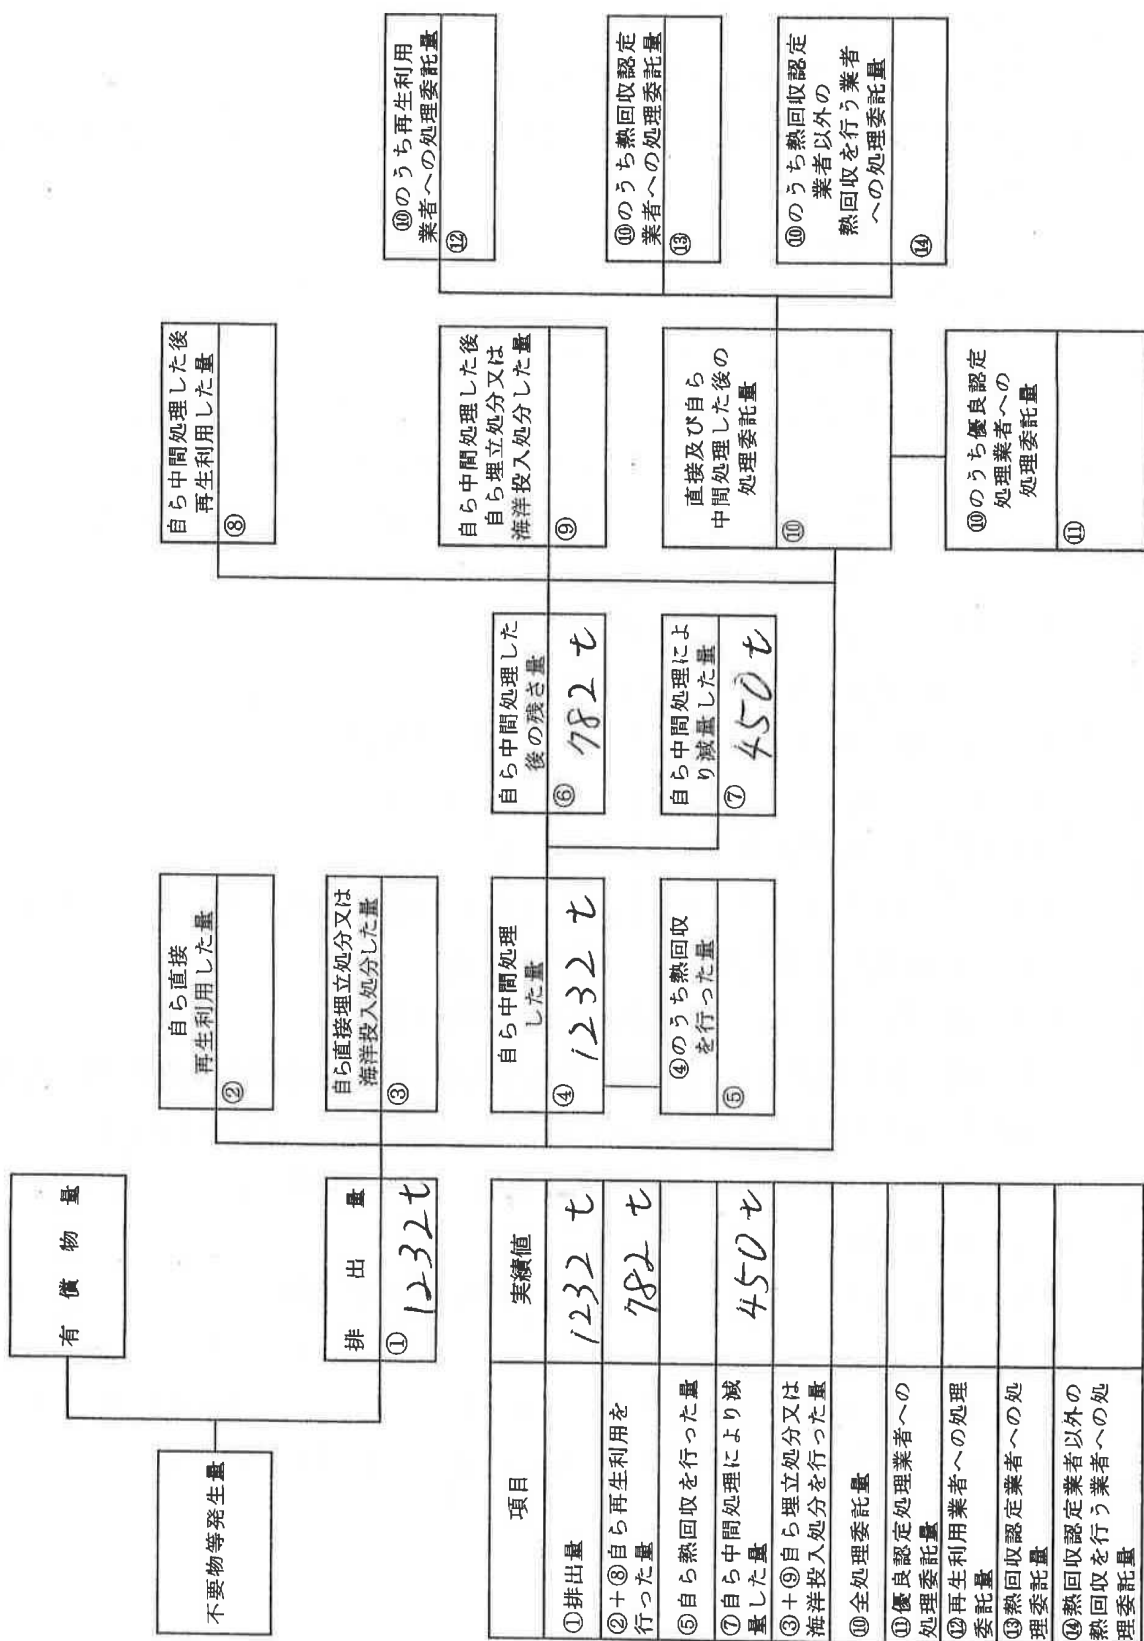 不要物等発生量
有償物量
排出量
① 1232t
自ら直接
再生利用した量
②
自ら直接埋立処分又は
海洋投入処分した量
③
自ら中間処理
した量
④ 1232 t
④のうち熱回収
を行った量
⑤
自ら中間処理した
後の残さ量
⑥ 782 t
自ら中間処理によ
り減量した量
⑦ 450 t
自ら中間処理した後
再生利用した量
⑧
自ら中間処理した後
自ら埋立処分又は
海洋投入処分した量
⑨
直接及び自ら
中間処理した後の
処理委託量
⑩
⑩のうち優良認定
処理業者への
処理委託量
⑪
⑩のうち再生利用
業者への処理委託量
⑫
⑩のうち熱回収認定
業者への処理委託量
⑬
⑩のうち熱回収認定
業者以外の
熱回収を行う業者
への処理委託量
⑭
項目 実績値
①排出量 1232 t
②+⑧自ら再生利用を
行った量 782 t
⑤自ら熱回収を行った量
⑦自ら中間処理により減
量した量 450 t
③+⑨自ら埋立処分又は
海洋投入処分を行った量
⑩全処理委託量
⑪優良認定処理業者への
処理委託量
⑫再生利用業者への処理
委託量
⑬熱回収認定業者への処
理委託量
⑭熱回収認定業者以外の
熱回収を行う業者への処
理委託量